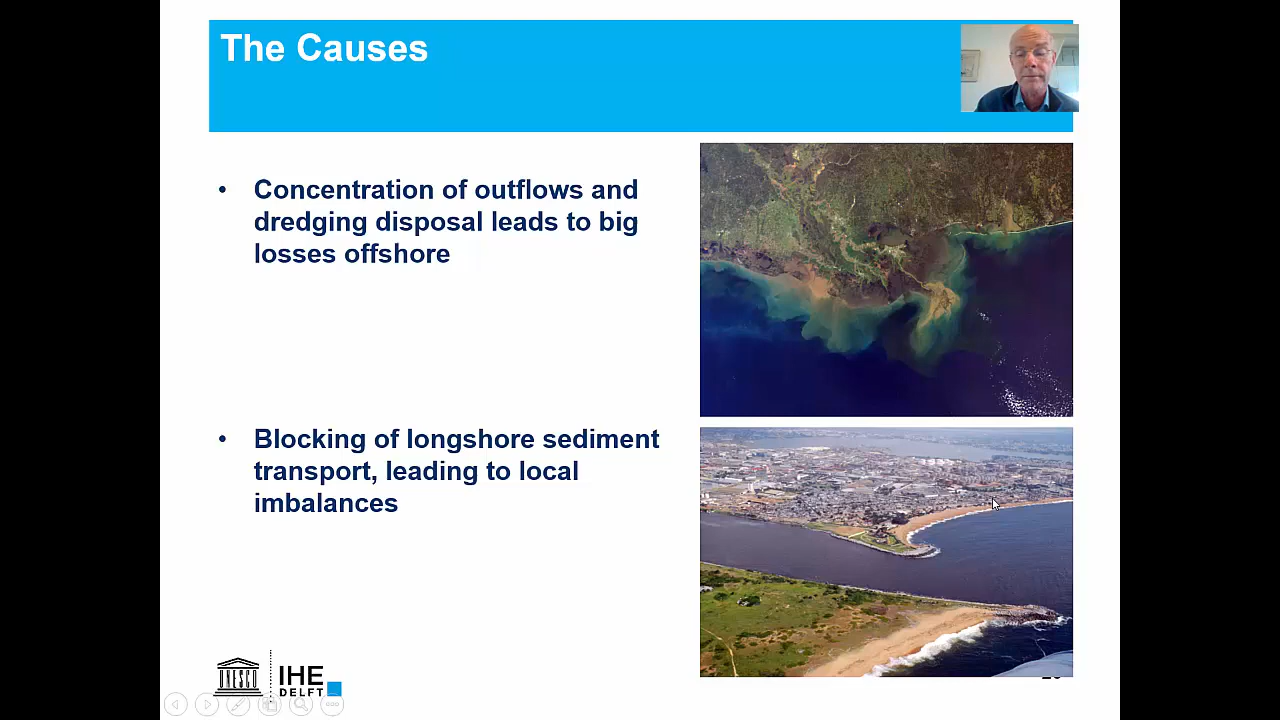 The Causes
• Concentration of outflows and
dredging disposal leads to big
losses offshore
• Blocking of longshore sediment
transport, leading to local
imbalances
UNESCO
IHE
DELFT